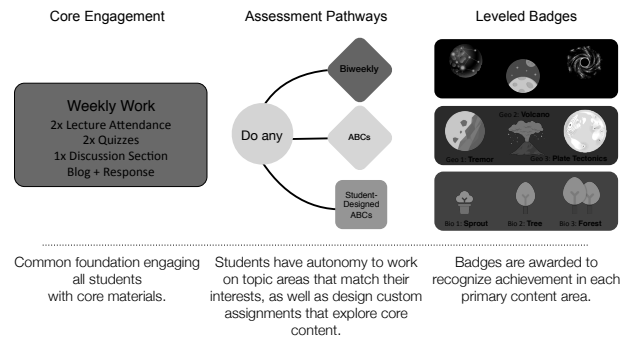 Core Engagement
Assessment Pathways
Leveled Badges
Weekly Work
2x Lecture Attendance
2x Quizzes
1x Discussion Section
Blog + Response
Do any
Biweekly
ABCs
Student-
Designed
ABCs
Geo 2: Volcano
Geo 1: Tremor
Geo 3: Plate Tectonics
Bio 1: Sprout
Bio 2: Tree
Bio 3: Forest
Common foundation engaging
all students
with core materials.
Students have autonomy to work
on topic areas that match their
interests, as well as design custom
assignments that explore core
content.
Badges are awarded to
recognize achievement in each
primary content area.